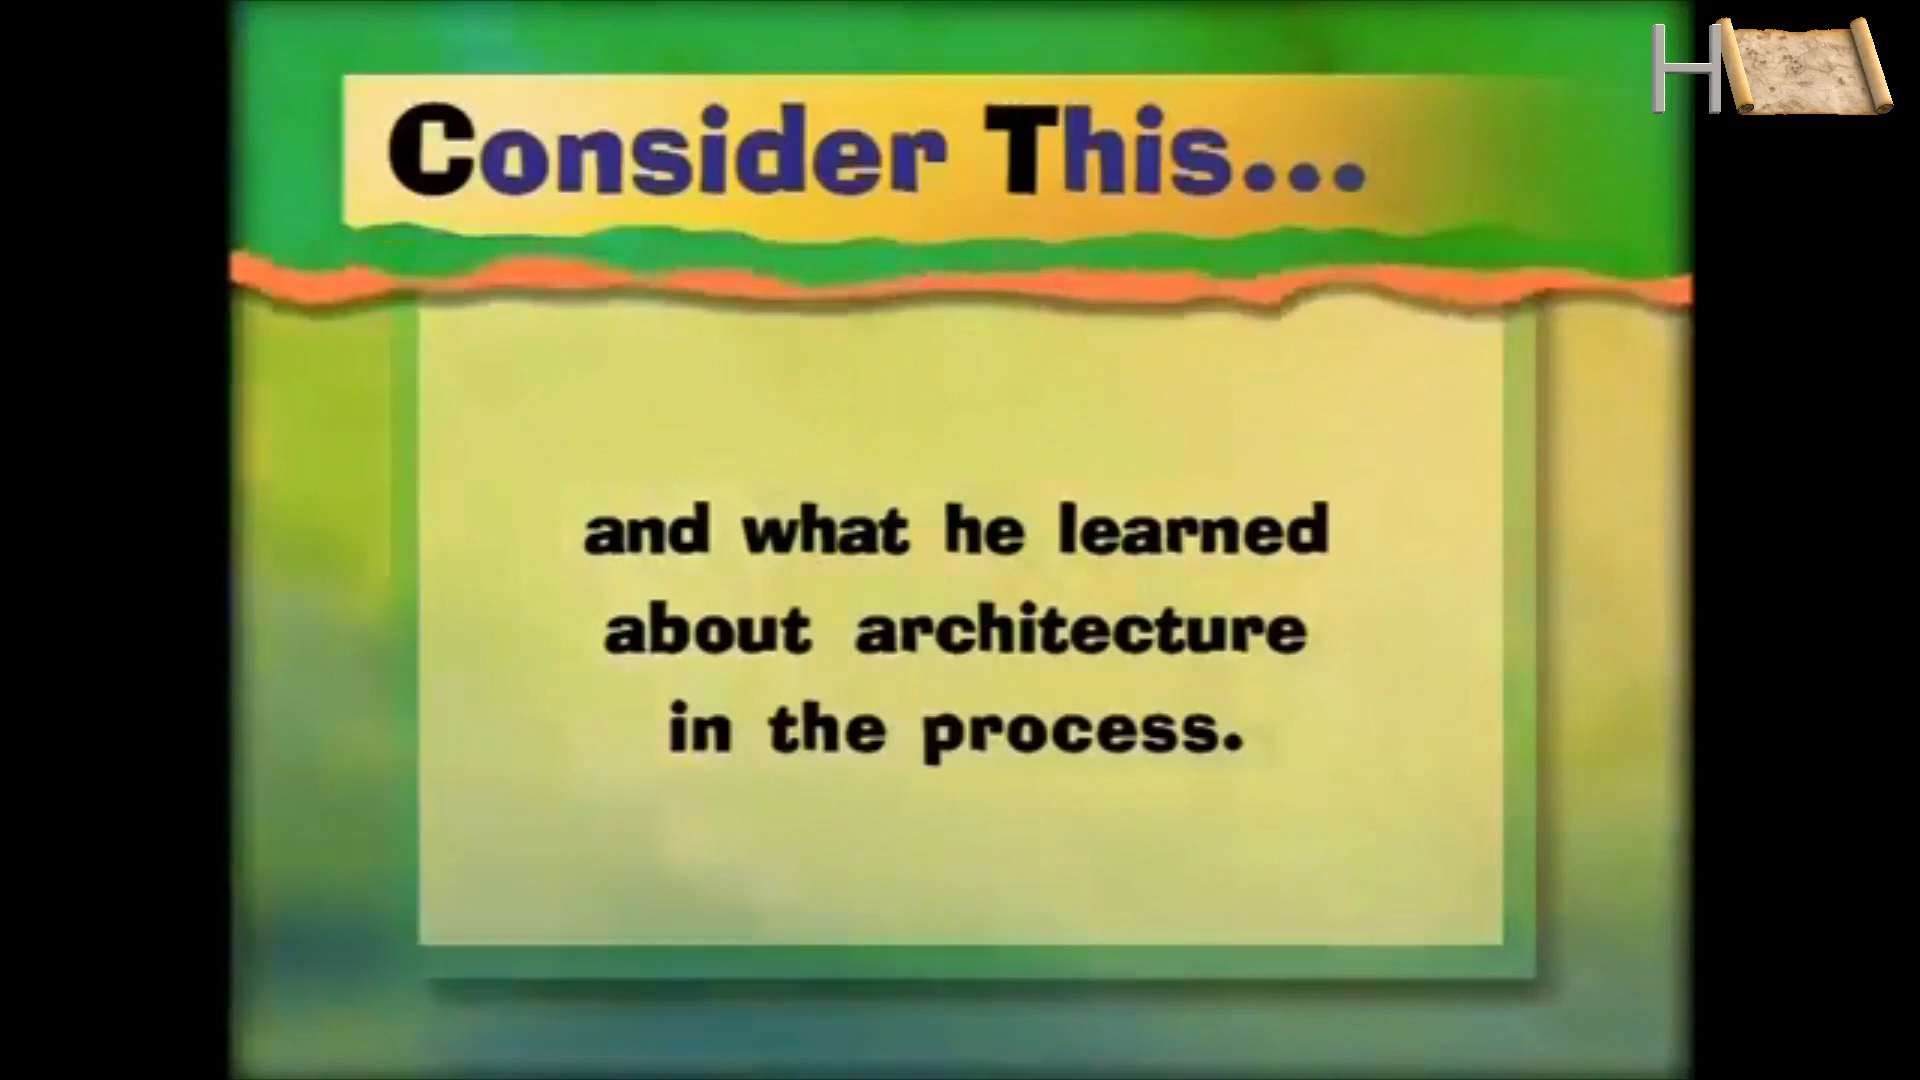 H
Consider This...
and what he learned
about architecture
in the process.